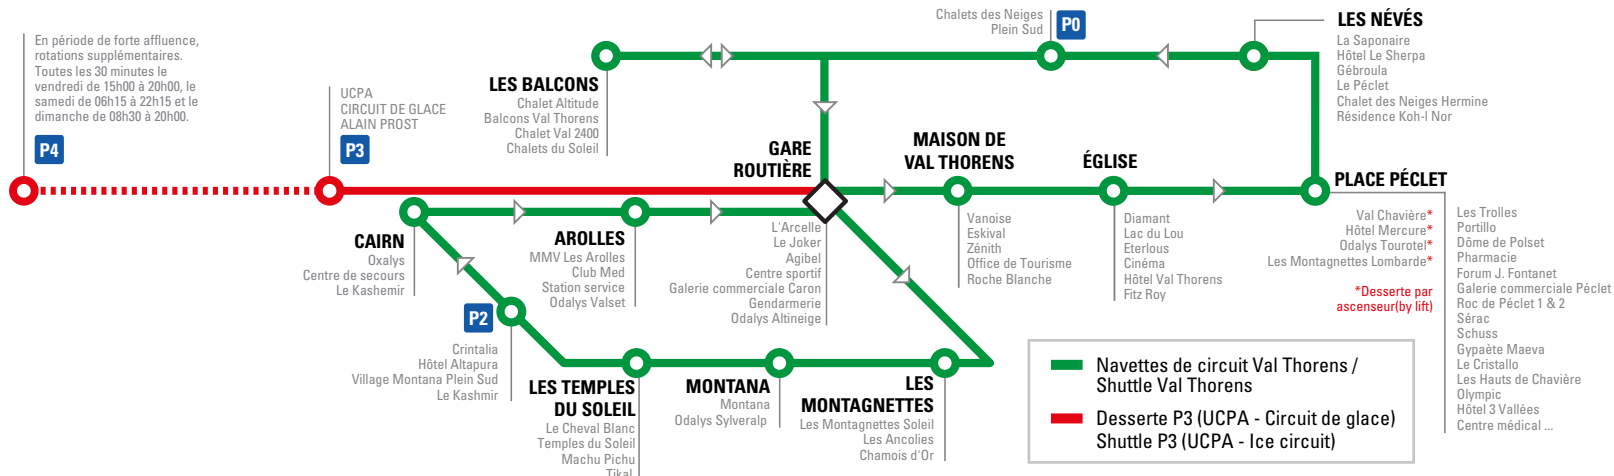 En période de forte affluence,
rotations supplémentaires.
Toutes les 30 minutes le
vendredi de 15h00 à 20h00, le
samedi de 06h15 à 22h15 et le
dimanche de 08h30 à 20h00.
P4
UCPA
CIRCUIT DE GLACE
ALAIN PROST
P3
LES BALCONS
Chalet Altitude
Balcons Val Thorens
Chalet Val 2400
Chalets du Soleil
Chalets des Neiges
Plein Sud
P0
LES NÉVÉS
La Saponaire
Hôtel Le Sherpa
Gébroula
Le Péclet
Chalet des Neiges Hermine
Résidence Koh-I Nor
GARE
ROUTIÈRE
L'Arcelle
Le Joker
Agibel
Centre sportif
Galerie commerciale Caron
Gendarmerie
Odalys Altineige
MAISON DE
VAL THORENS
Vanoise
Eskival
Zénith
Office de Tourisme
Roche Blanche
ÉGLISE
Diamant
Lac du Lou
Eterlous
Cinéma
Hôtel Val Thorens
Fitz Roy
PLACE PÉCLET
Val Chavière*
Hôtel Mercure*
Odalys Tourotel*
Les Montagnettes Lombarde*
*Desserte par
ascenseur(by lift)
Les Trolles
Portillo
Dôme de Polset
Pharmacie
Forum J. Fontanet
Galerie commerciale Péclet
Roc de Péclet 1 & 2
Sérac
Schuss
Gypaète Maeva
Le Cristallo
Les Hauts de Chavière
Olympic
Hôtel 3 Vallées
Centre médical ...
CAIRN
Oxalys
Centre de secours
Le Kashemir
AROLLES
MMV Les Arolles
Club Med
Station service
Odalys Valset
P2
Crintalia
Hôtel Altapura
Village Montana Plein Sud
Le Kashmir
LES TEMPLES
DU SOLEIL
Le Cheval Blanc
Temples du Soleil
Machu Pichu
Tikal
MONTANA
Montana
Odalys Sylveralp
LES
MONTAGNETTES
Les Montagnettes Soleil
Les Ancolies
Chamois d'Or
Navettes de circuit Val Thorens /
Shuttle Val Thorens
Desserte P3 (UCPA - Circuit de glace)
Shuttle P3 (UCPA - Ice circuit)